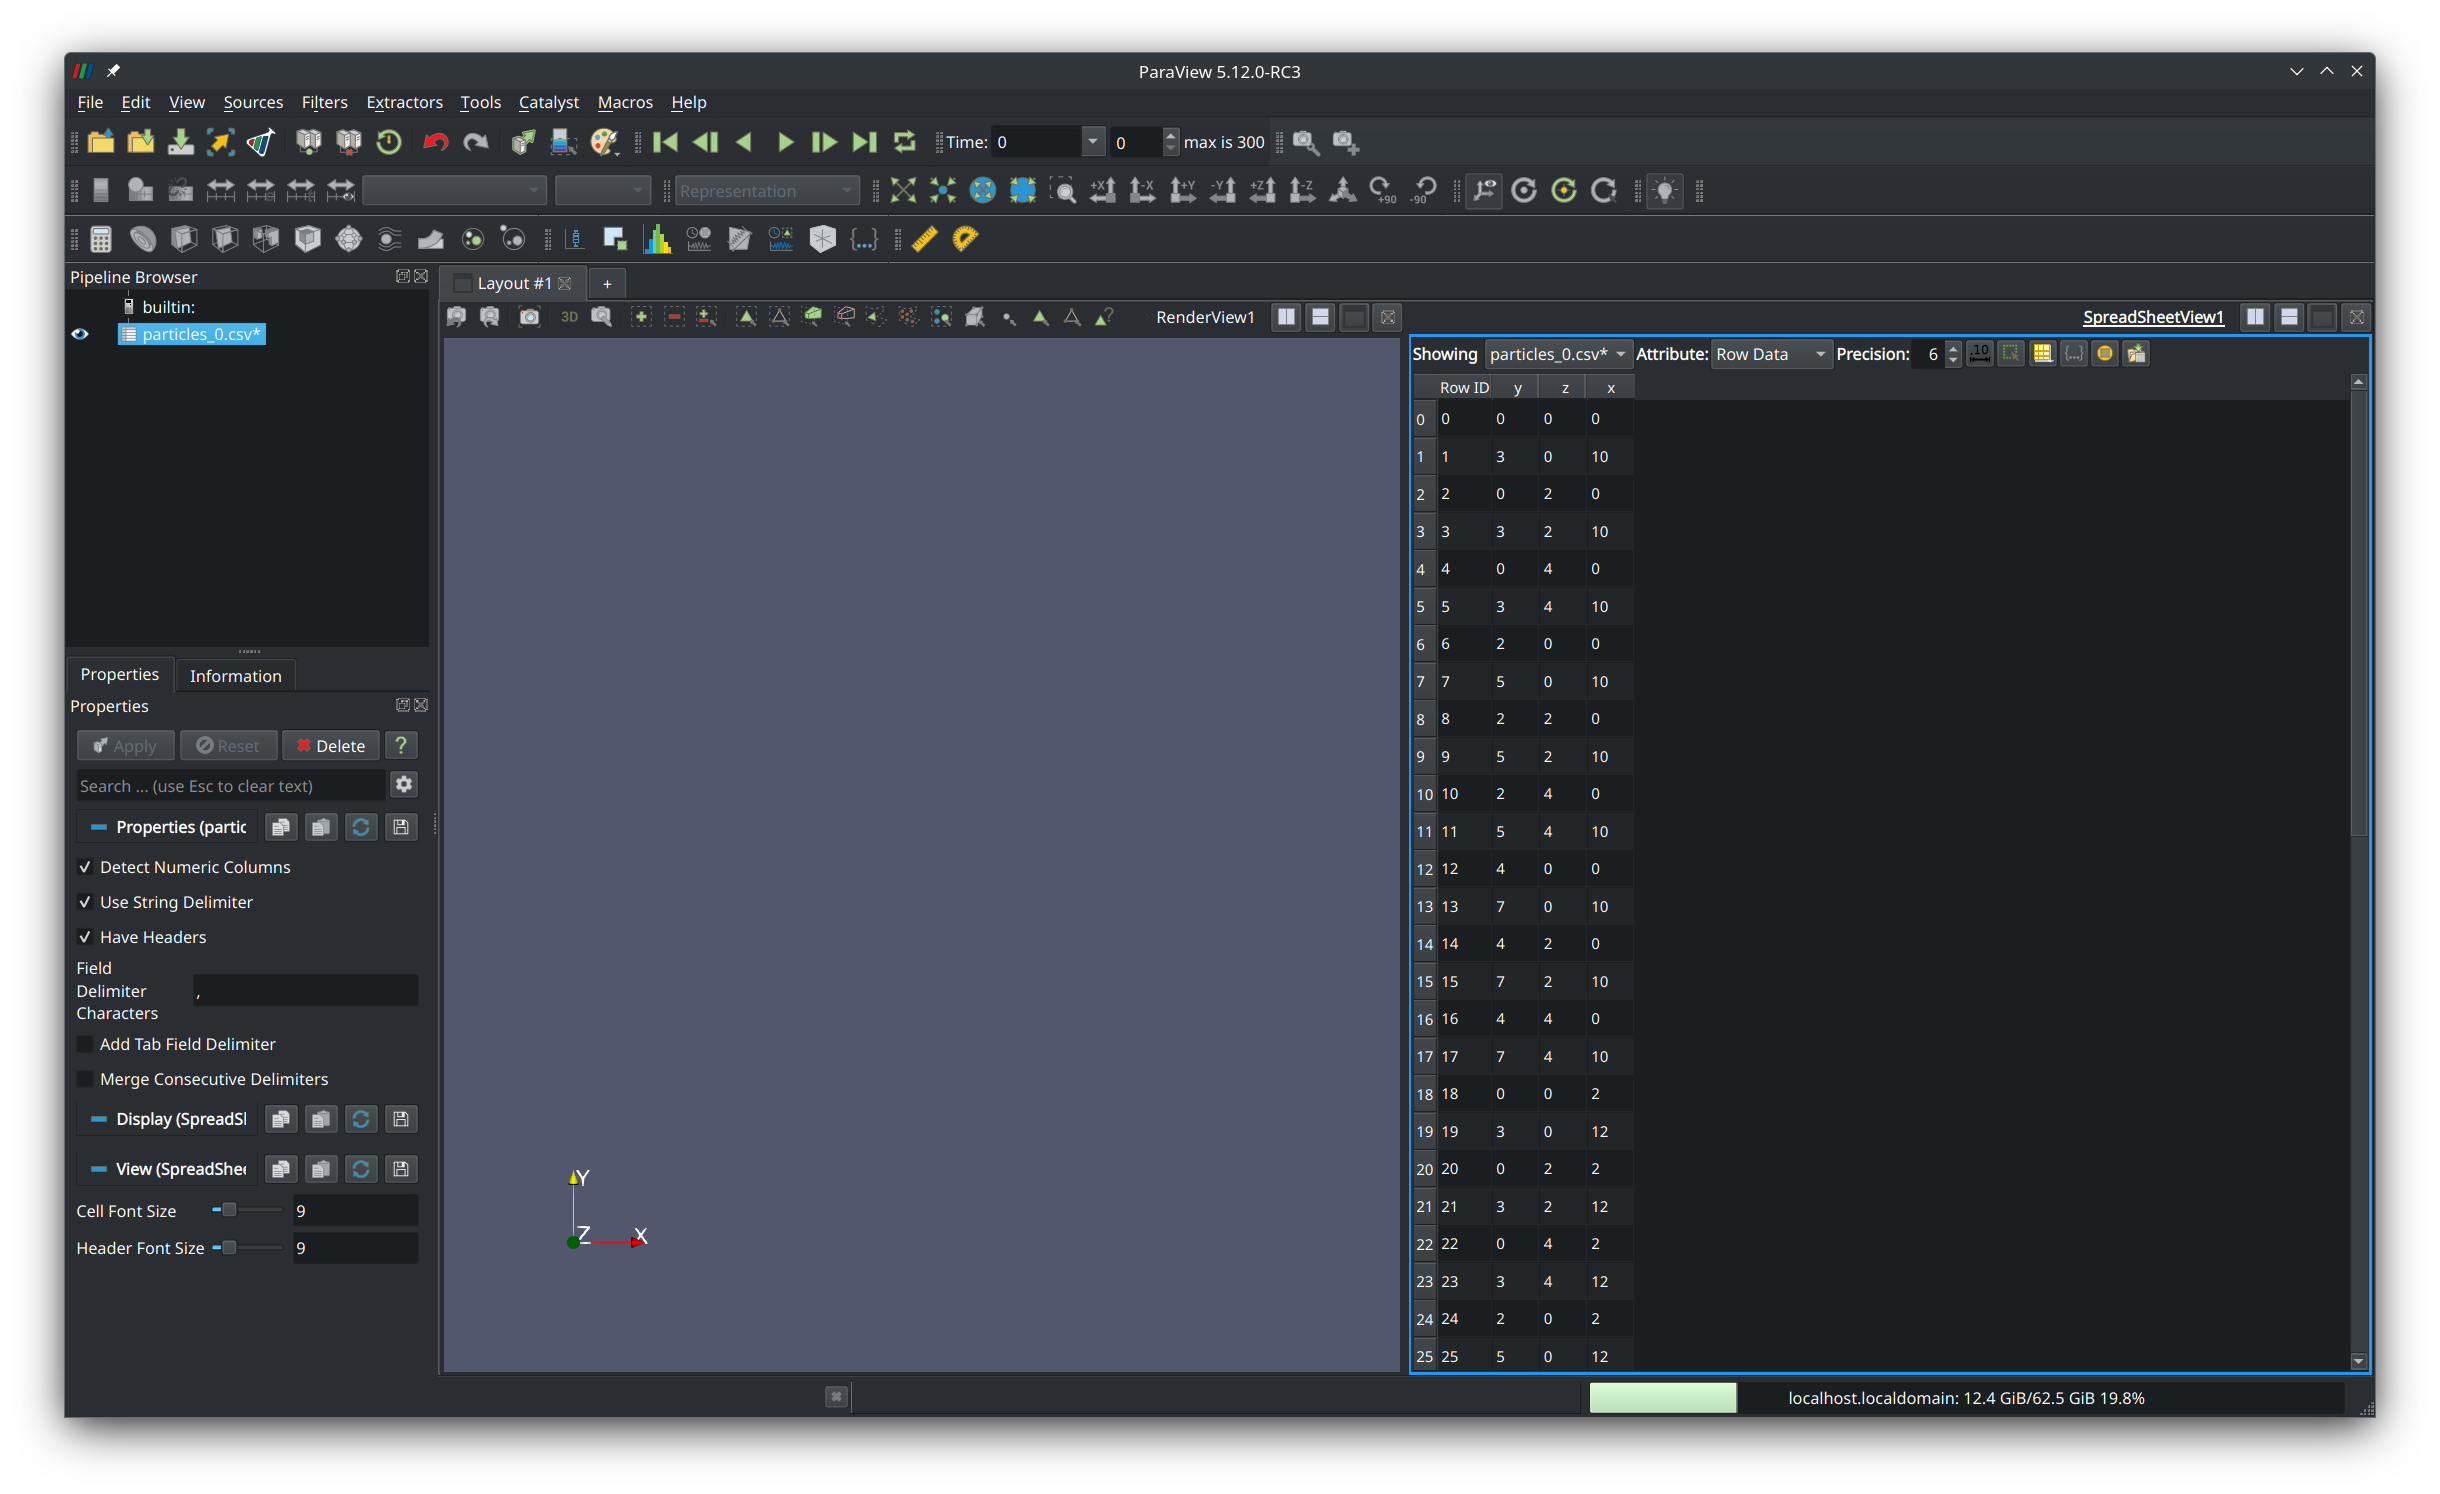 ParaView 5.12.0-RC3
File Edit View Sources Filters Extractors Tools Catalyst Macros Help
Time: 0 0 max is 300
Representation
+X -X +Y -Y +Z -Z +90 -90
Pipeline Browser
builtin:
particles_0.csv*
Properties Information
Properties
Apply Reset Delete ?
Search ... (use Esc to clear text)
Properties (partic
Detect Numeric Columns
Use String Delimiter
Have Headers
Field
Delimiter
Characters
,
Add Tab Field Delimiter
Merge Consecutive Delimiters
Display (SpreadSl
View (SpreadShee
Cell Font Size 9
Header Font Size 9
Layout #1 +
3D RenderView1
Y
Z X
SpreadSheetView1
Showing particles_0.csv* Attribute: Row Data Precision: 6 .10 {...}
Row ID y z x
0 0 0 0 0
1 1 3 0 10
2 2 0 2 0
3 3 3 2 10
4 4 0 4 0
5 5 3 4 10
6 6 2 0 0
7 7 5 0 10
8 8 2 2 0
9 9 5 2 10
10 10 2 4 0
11 11 5 4 10
12 12 4 0 0
13 13 7 0 10
14 14 4 2 0
15 15 7 2 10
16 16 4 4 0
17 17 7 4 10
18 18 0 0 2
19 19 3 0 12
20 20 0 2 2
21 21 3 2 12
22 22 0 4 2
23 23 3 4 12
24 24 2 0 2
25 25 5 0 12
localhost.localdomain: 12.4 GiB/62.5 GiB 19.8%